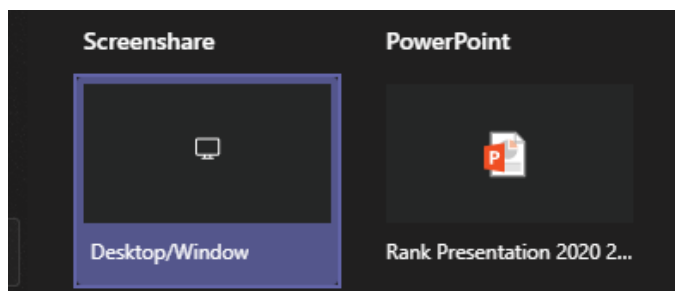 Screenshare
PowerPoint
P
Desktop/Window
Rank Presentation 2020 2...